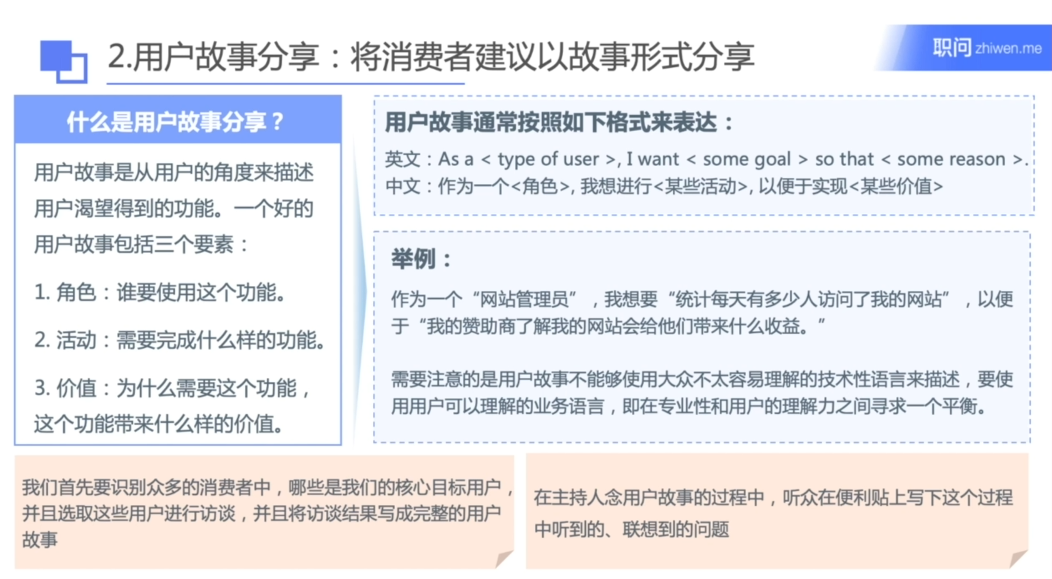 2.用户故事分享：将消费者建议以故事形式分享
职问 zhiwen.me
什么是用户故事分享？
用户故事是从用户的角度来描述
用户渴望得到的功能。一个好的
用户故事包括三个要素：
1. 角色：谁要使用这个功能。
2. 活动：需要完成什么样的功能。
3. 价值：为什么需要这个功能，
这个功能带来什么样的价值。
用户故事通常按照如下格式来表达：
英文：As a < type of user >, I want < some goal > so that < some reason >.
中文：作为一个<角色>, 我想进行<某些活动>, 以便于实现<某些价值>
举例：
作为一个“网站管理员”，我想要“统计每天有多少人访问了我的网站”，以便
于“我的赞助商了解我的网站会给他们带来什么收益。”
需要注意的是用户故事不能够使用大众不太容易理解的技术性语言来描述，要使
用用户可以理解的业务语言，即在专业性和用户的理解力之间寻求一个平衡。
我们首先要识别众多的消费者中，哪些是我们的核心目标用户，
并且选取这些用户进行访谈，并且将访谈结果写成完整的用户
故事
在主持人念用户故事的过程中，听众在便利贴上写下这个过程
中听到的、联想到的问题